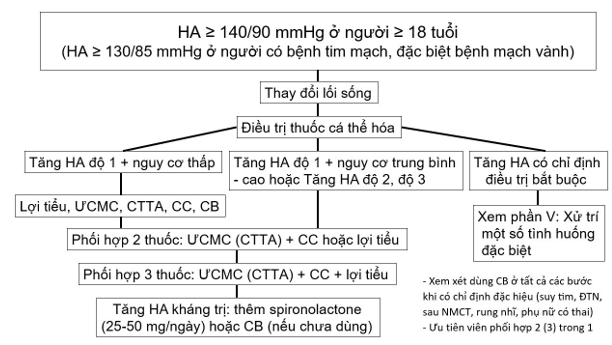 HA ≥ 140/90 mmHg ở người ≥ 18 tuổi
(HA ≥ 130/85 mmHg ở người có bệnh tim mạch, đặc biệt bệnh mạch vành)
Thay đổi lối sống
Điều trị thuốc cá thể hóa
Tăng HA độ 1 + nguy cơ thấp
Tăng HA độ 1 + nguy cơ trung bình
- cao hoặc Tăng HA độ 2, độ 3
Tăng HA có chỉ định
điều trị bắt buộc
Lợi tiểu, ƯCMC, CTTA, CC, CB
Xem phần V: Xử trí
một số tình huống
đặc biệt
Phối hợp 2 thuốc: ƯCMC (CTTA) + CC hoặc lợi tiểu
Phối hợp 3 thuốc: ƯCMC (CTTA) + CC + lợi tiểu
Tăng HA kháng trị: thêm spironolactone
(25-50 mg/ngày) hoặc CB (nếu chưa dùng)
- Xem xét dùng CB ở tất cả các bước
khi có chỉ định đặc hiệu (suy tim, ĐTN,
sau NMCT, rung nhĩ, phụ nữ có thai)
- Ưu tiên viên phối hợp 2 (3) trong 1